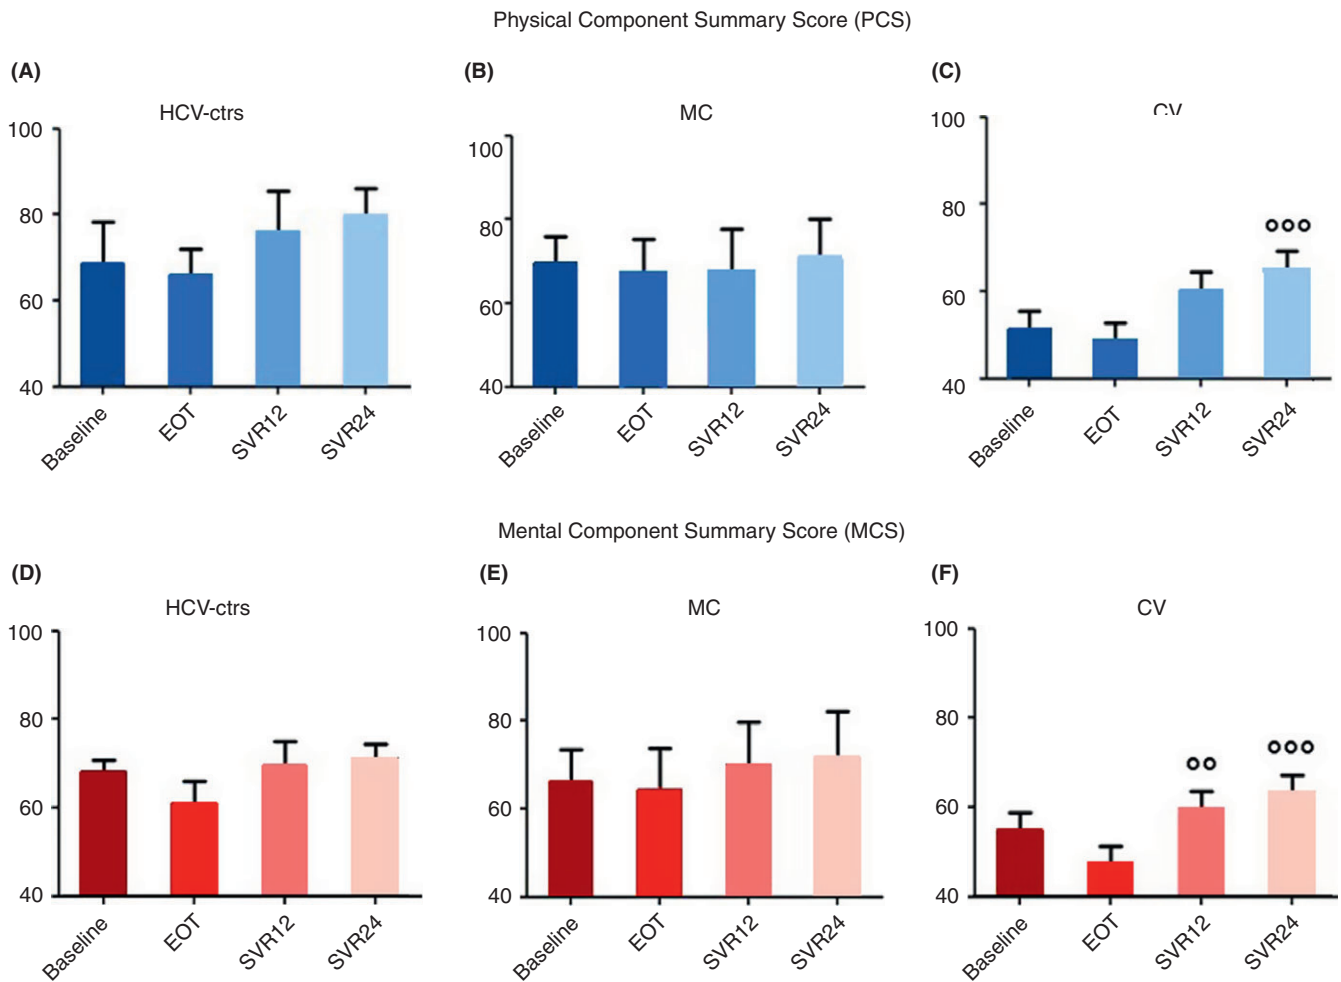 Physical Component Summary Score (PCS)
(A) (B) (C)
HCV-ctrs MC CV
100 100 100
80 80 80
60 60 60
40 40 40
Baseline EOT SVR12 SVR24 Baseline EOT SVR12 SVR24 Baseline EOT SVR12 SVR24
Mental Component Summary Score (MCS)
(D) (E) (F)
HCV-ctrs MC CV
100 100 100
80 80 80
60 60 60
40 40 40
Baseline EOT SVR12 SVR24 Baseline EOT SVR12 SVR24 Baseline EOT SVR12 SVR24